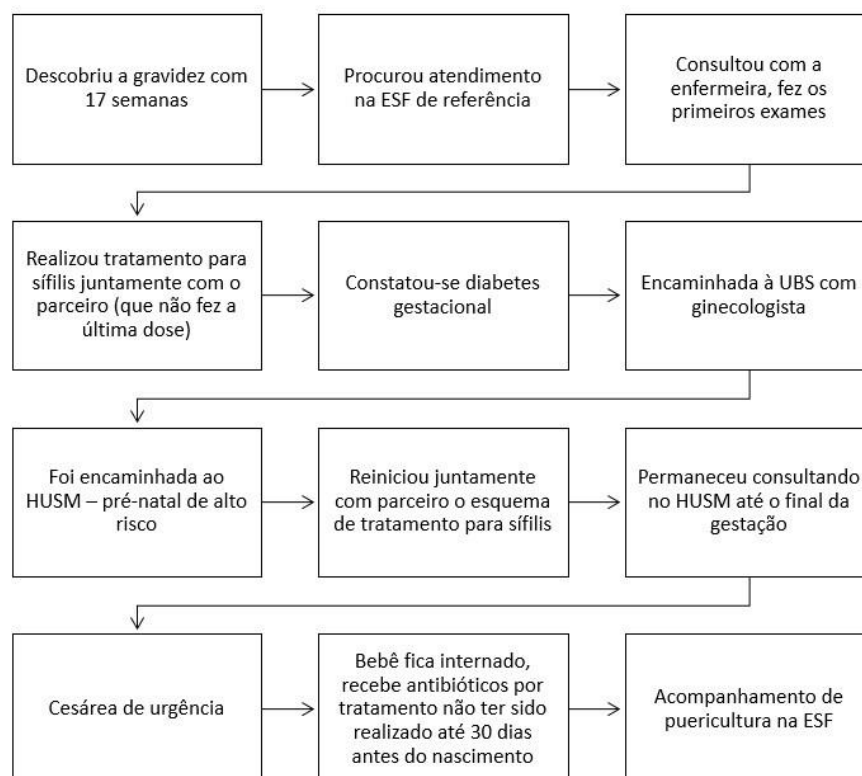 Descobriu a gravidez com
17 semanas
Procurou atendimento
na ESF de referência
Consultou com a
enfermeira, fez os
primeiros exames
Realizou tratamento para
sífilis juntamente com o
parceiro (que não fez a
última dose)
Constatou-se diabetes
gestacional
Encaminhada à UBS com
ginecologista
Foi encaminhada ao
HUSM – pré-natal de alto
risco
Reiniciou juntamente
com parceiro o esquema
de tratamento para sífilis
Permaneceu consultando
no HUSM até o final da
gestação
Cesárea de urgência
Bebê fica internado,
recebe antibióticos por
tratamento não ter sido
realizado até 30 dias
antes do nascimento
Acompanhamento de
puericultura na ESF